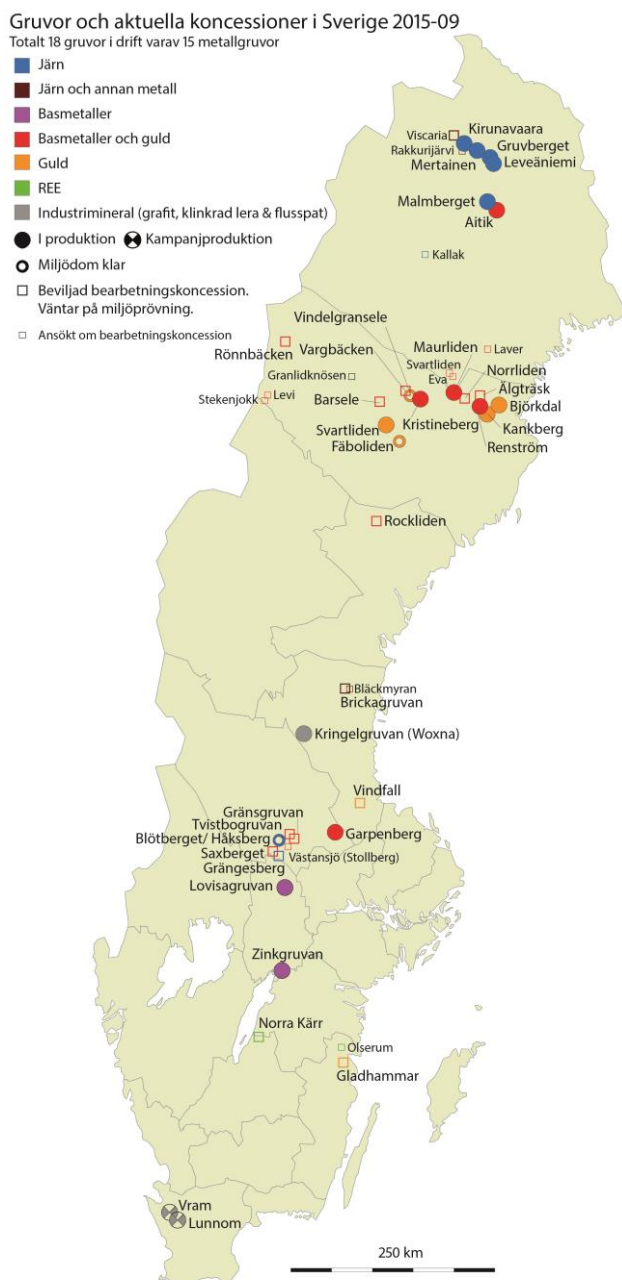 Gruvor och aktuella koncessioner i Sverige 2015-09
Totalt 18 gruvor i drift varav 15 metallgruvor
Järn
Järn och annan metall
Basmetaller
Basmetaller och guld
Guld
REE
Industrimineral (grafit, klinkrad lera & flusspat)
I produktion
Kampanjproduktion
Miljödom klar
Beviljad bearbetningskoncession.
Väntar på miljöprövning.
Ansökt om bearbetningskoncession
Viscaria
Kirunavaara
Rakkurijärvi
Gruvberget
Mertainen
Leveäniemi
Malmberget
Aitik
Kallak
Vindelgransele
Rönnbäcken
Vargbäcken
Maurliden
Laver
Svartliden
Norrliden
Granlidknösen
Eva
Älgträsk
Levi
Stekenjokk
Barsele
Björkdal
Svartliden
Kristineberg
Kankberg
Fäboliden
Renström
Rockliden
Bläckmyran
Brickagruvan
Kringelgruvan (Woxna)
Vindfall
Gränsgruvan
Tvistbogruvan
Blötberget/ Håksberg
Garpenberg
Saxberget
Västansjö (Stollberg)
Grängesberg
Lovisagruvan
Zinkgruvan
Norra Kärr
Olserum
Gladhammar
Vram
Lunnom
250 km